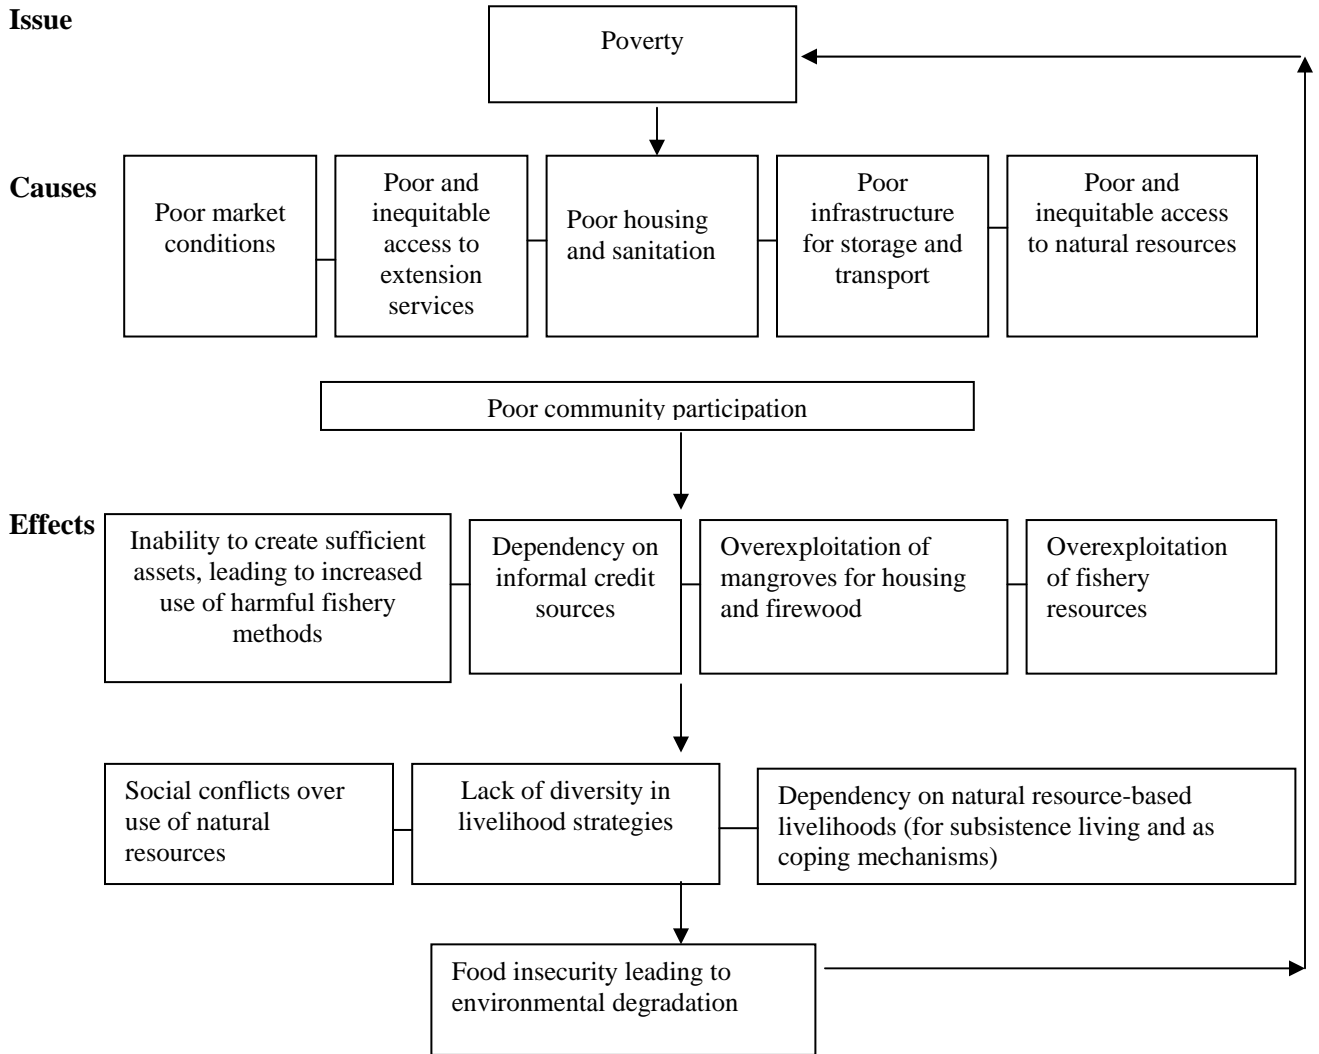 Issue
Poverty
Causes
Poor market
conditions
Poor and
inequitable
access to
extension
services
Poor housing
and sanitation
Poor
infrastructure
for storage and
transport
Poor and
inequitable access
to natural resources
Poor community participation
Effects
Inability to create sufficient
assets, leading to increased
use of harmful fishery
methods
Dependency on
informal credit
sources
Overexploitation of
mangroves for housing
and firewood
Overexploitation
of fishery
resources
Social conflicts over
use of natural
resources
Lack of diversity in
livelihood strategies
Dependency on natural resource-based
livelihoods (for subsistence living and as
coping mechanisms)
Food insecurity leading to
environmental degradation